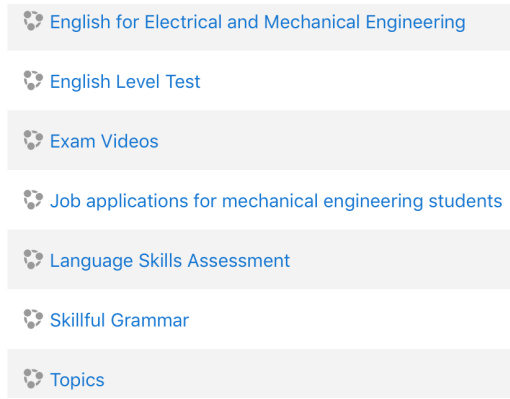 English for Electrical and Mechanical Engineering
English Level Test
Exam Videos
Job applications for mechanical engineering students
Language Skills Assessment
Skillful Grammar
Topics